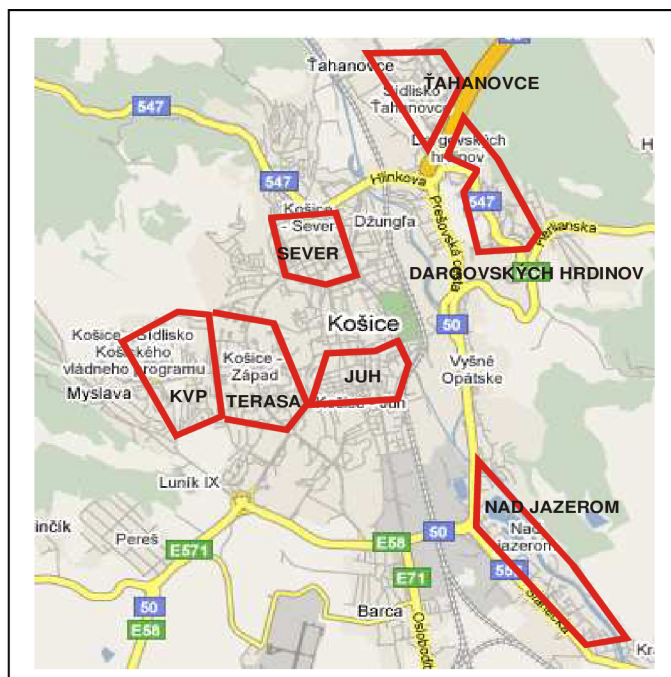 Ťahanovce
ŤAHANOVCE
Sídlisko
Ťahanovce
547
Dargovských
hrdinov
Hlinkova
547
Košice
- Sever
Džungľa
547
Prešovská cesta
SEVER
DARGOVSKÝCH HRDINOV
50
Košice
Košice - Sídlisko
Košického
vládneho programu
Košice -
Západ
Vyšné
Opátske
Myslava
KVP
TERASA
JUH
Košice - Juh
Luník IX
NAD JAZEROM
Nad
jazerom
50
Pereš
E571
E58
E71
50
E58
Barca
Slanecká